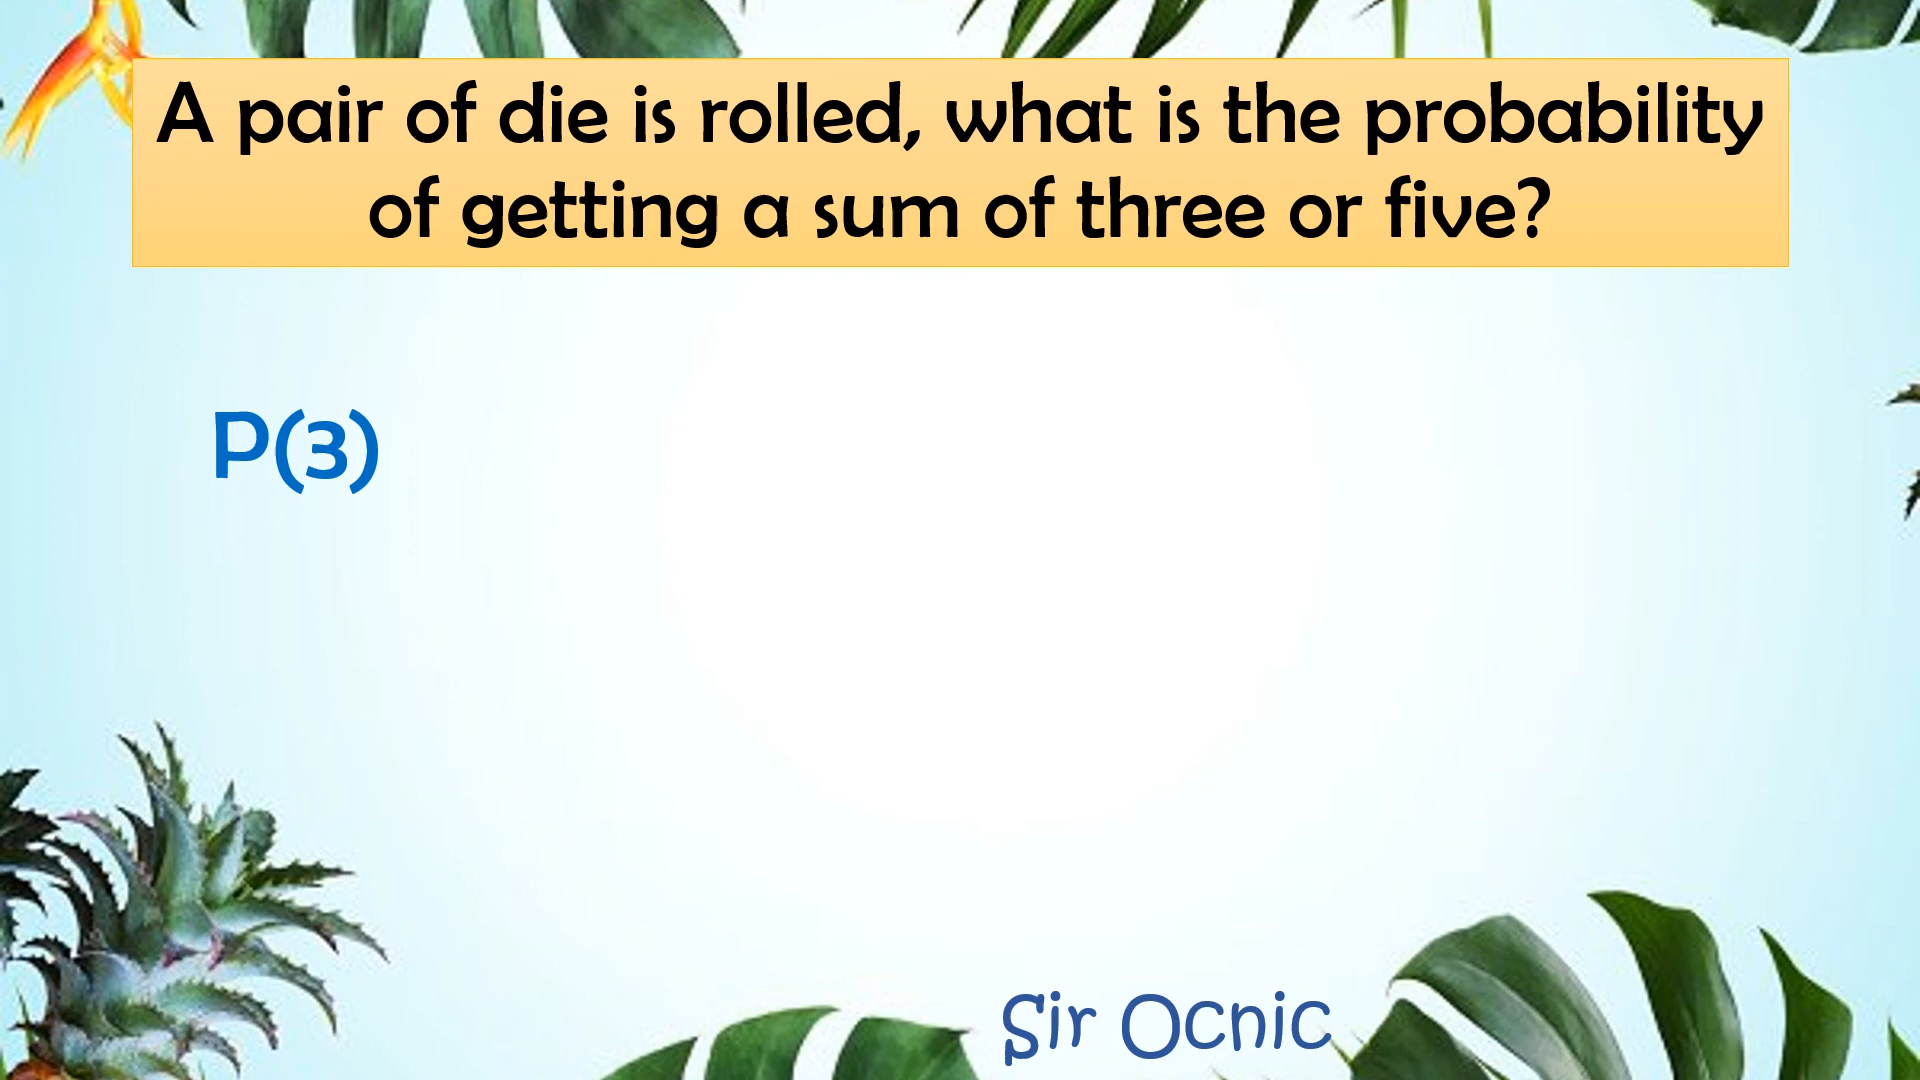 A pair of die is rolled, what is the probability
of getting a sum of three or five?
P(3)
Sir Ocnic